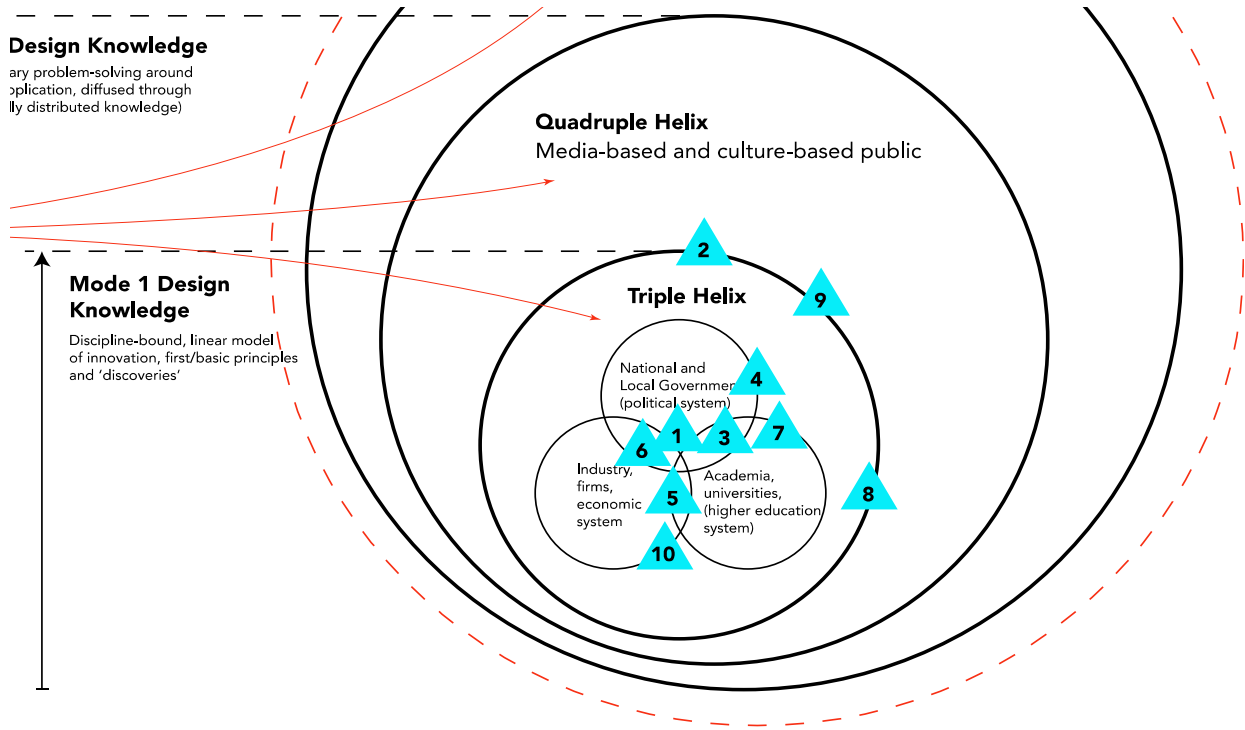 Design Knowledge
ary problem-solving around
pplication, diffused through
lly distributed knowledge)
Quadruple Helix
Media-based and culture-based public
Mode 1 Design
Knowledge
Discipline-bound, linear model
of innovation, first/basic principles
and ‘discoveries’
2
9
Triple Helix
National and
Local Government
(political system)
4
1
3
7
6
Industry,
firms,
economic
system
Academia,
universities,
(higher education
system)
5
8
10